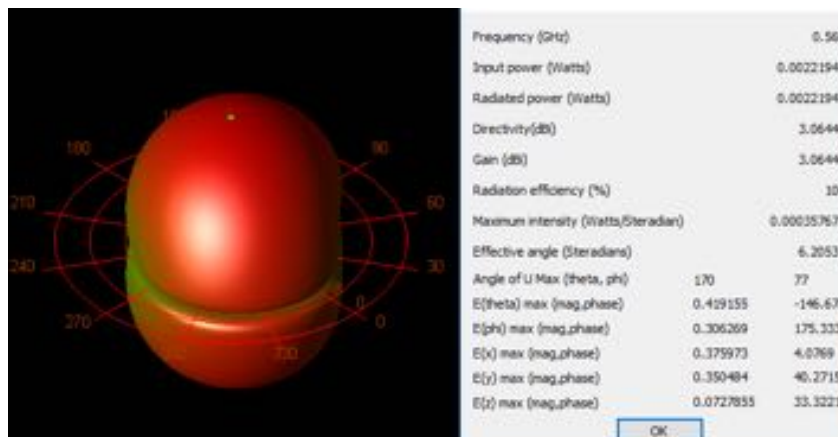 180
90
210
60
240
30
270
0
0
Frequency (GHz) 0.56
Input power (Watts) 0.0022194
Radiated power (Watts) 0.0022194
Directivity(dBi) 3.0644
Gain (dBi) 3.0644
Radiation efficiency (%) 10
Maximum intensity (Watts/Steradian) 0.00035767
Effective angle (Steradians) 6.2053
Angle of U Max (theta, phi) 170 77
E(theta) max (mag,phase) 0.419155 -146.67
E(phi) max (mag,phase) 0.306269 175.333
E(x) max (mag,phase) 0.375973 4.0769
E(y) max (mag,phase) 0.350484 40.2715
E(z) max (mag,phase) 0.0727855 33.3221
OK